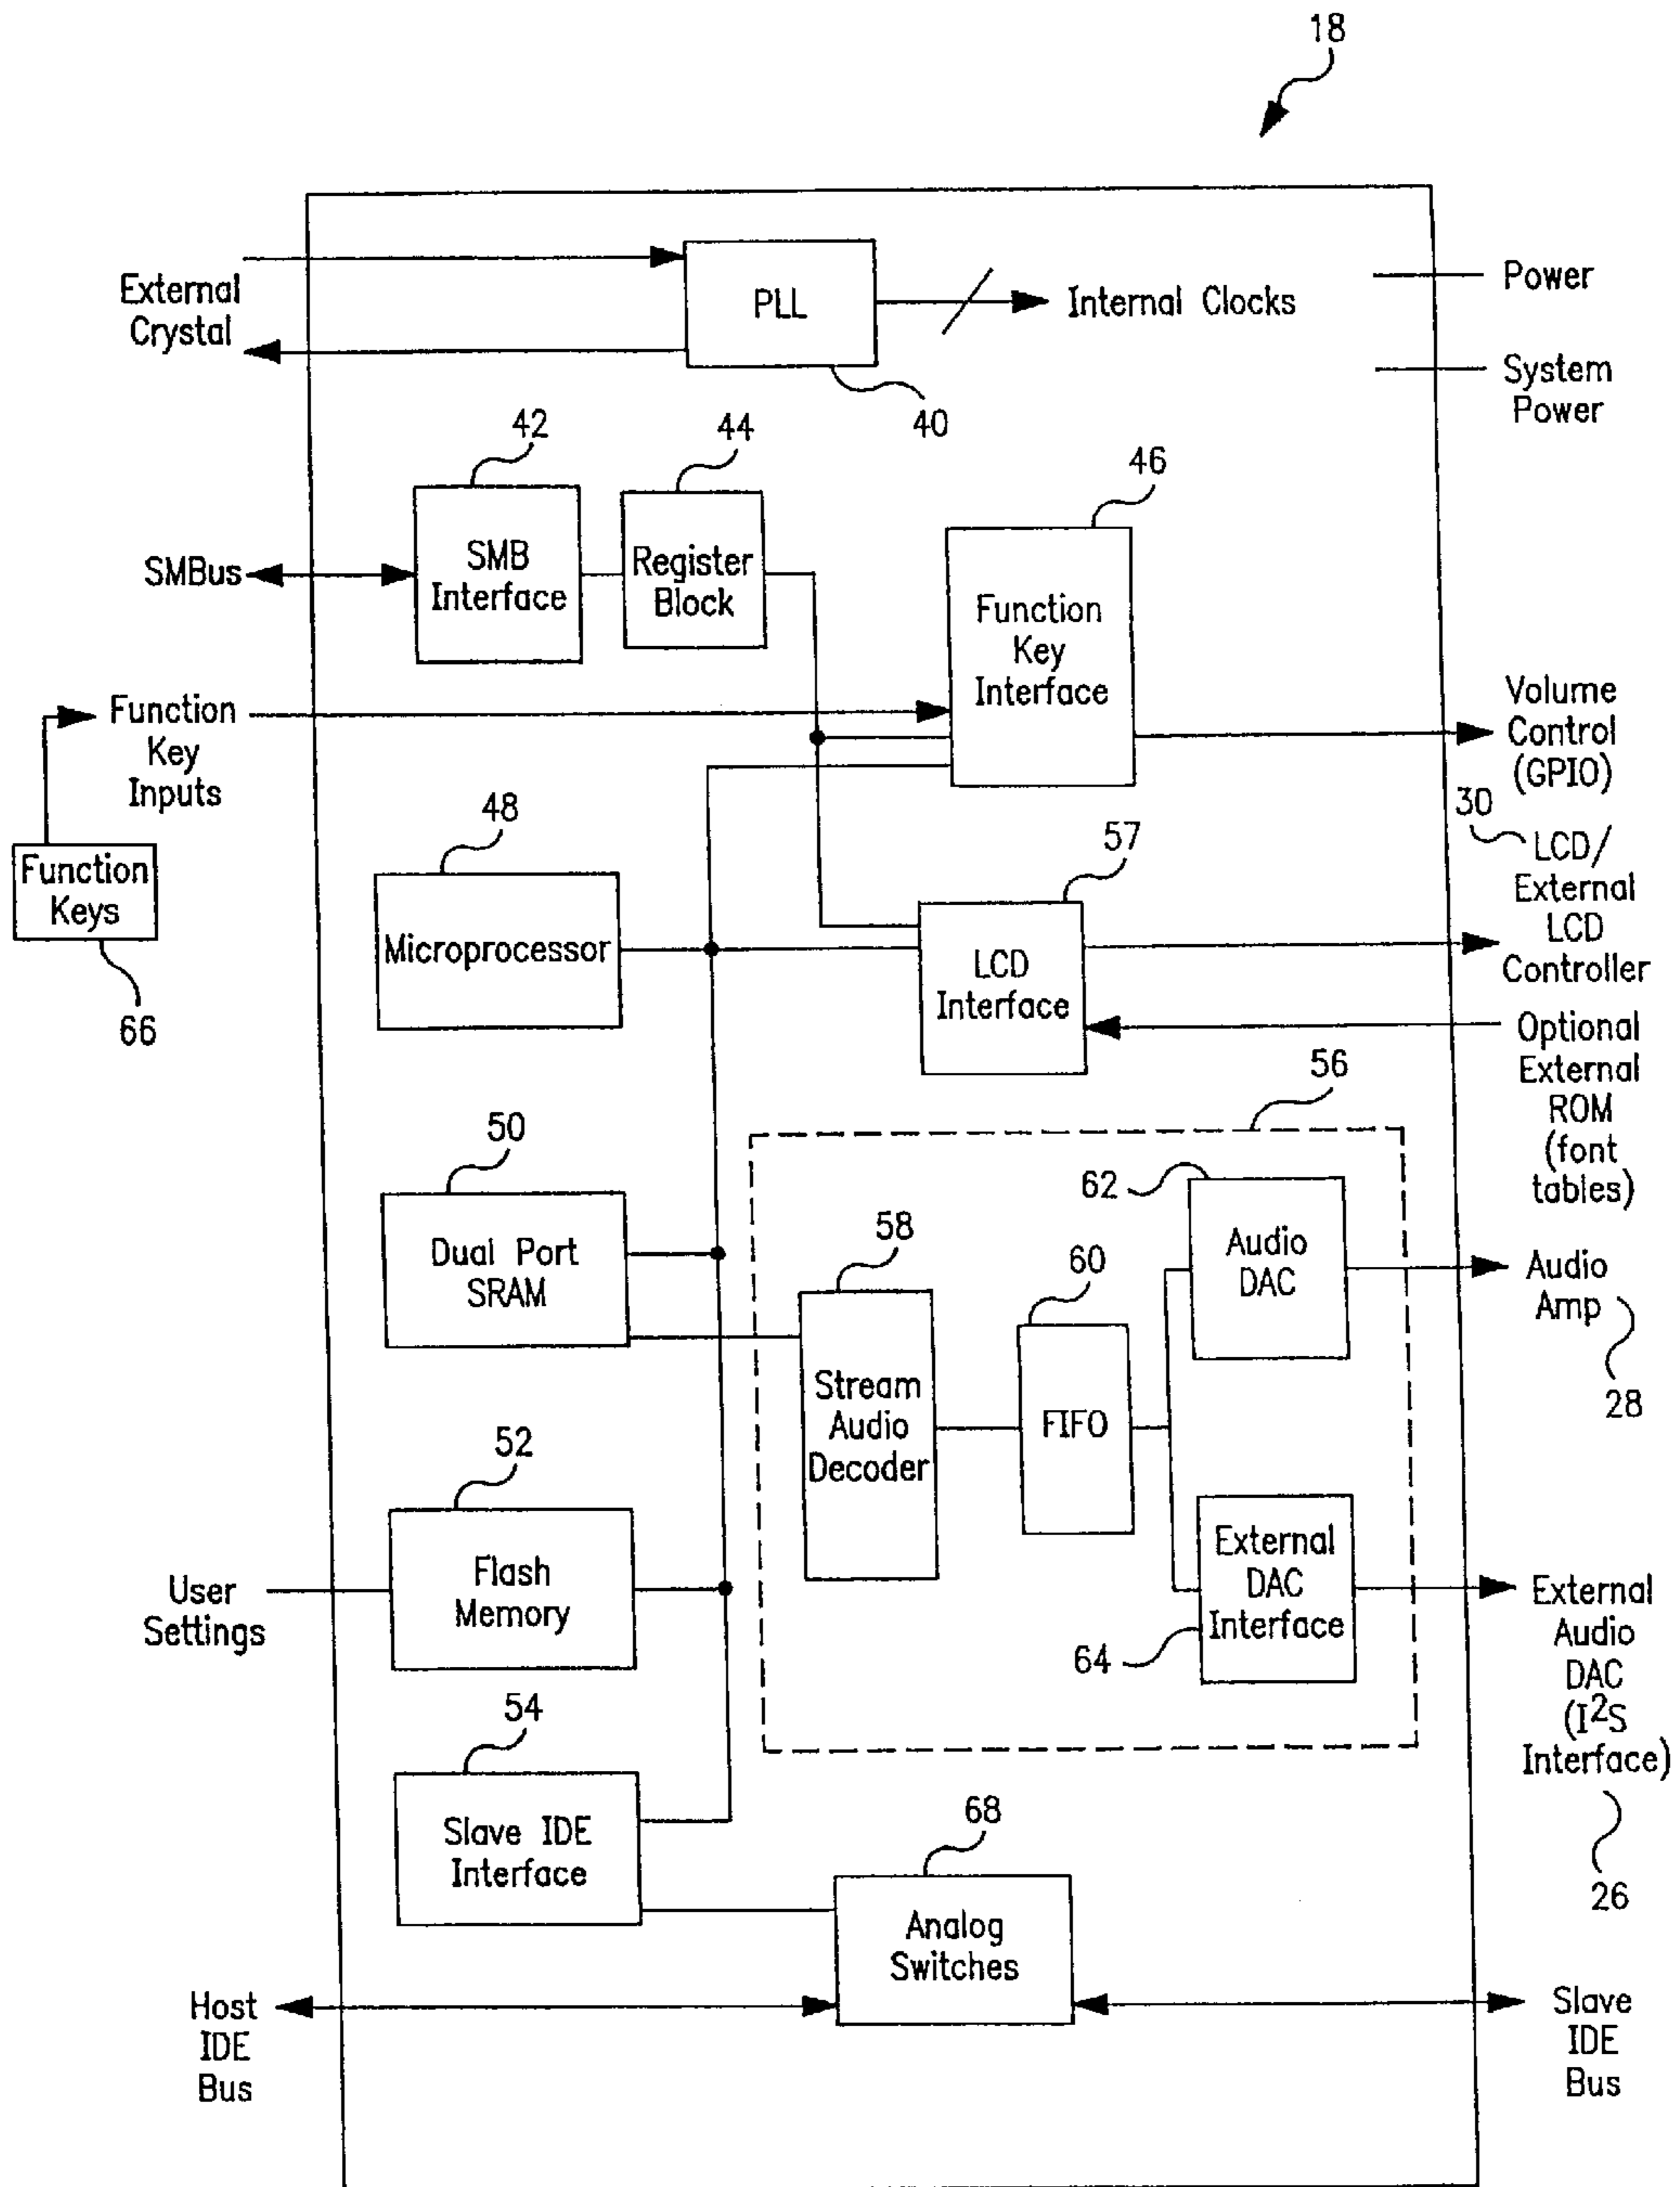 18
External
Crystal
PLL
Internal Clocks
40
Power
System
Power
42
44
46
SMBus
SMB
Interface
Register
Block
Function
Key
Interface
Function
Key
Inputs
Volume
Control
(GPIO)
Function
Keys
66
48
Microprocessor
57
LCD
Interface
30
LCD/
External
LCD
Controller
Optional
External
ROM
(font
tables)
56
50
Dual Port
SRAM
58
Stream
Audio
Decoder
60
FIFO
62
Audio
DAC
Audio
Amp
28
52
User
Settings
Flash
Memory
External
DAC
Interface
64
External
Audio
DAC
(I²S
Interface)
26
54
Slave IDE
Interface
68
Analog
Switches
Host
IDE
Bus
Slave
IDE
Bus